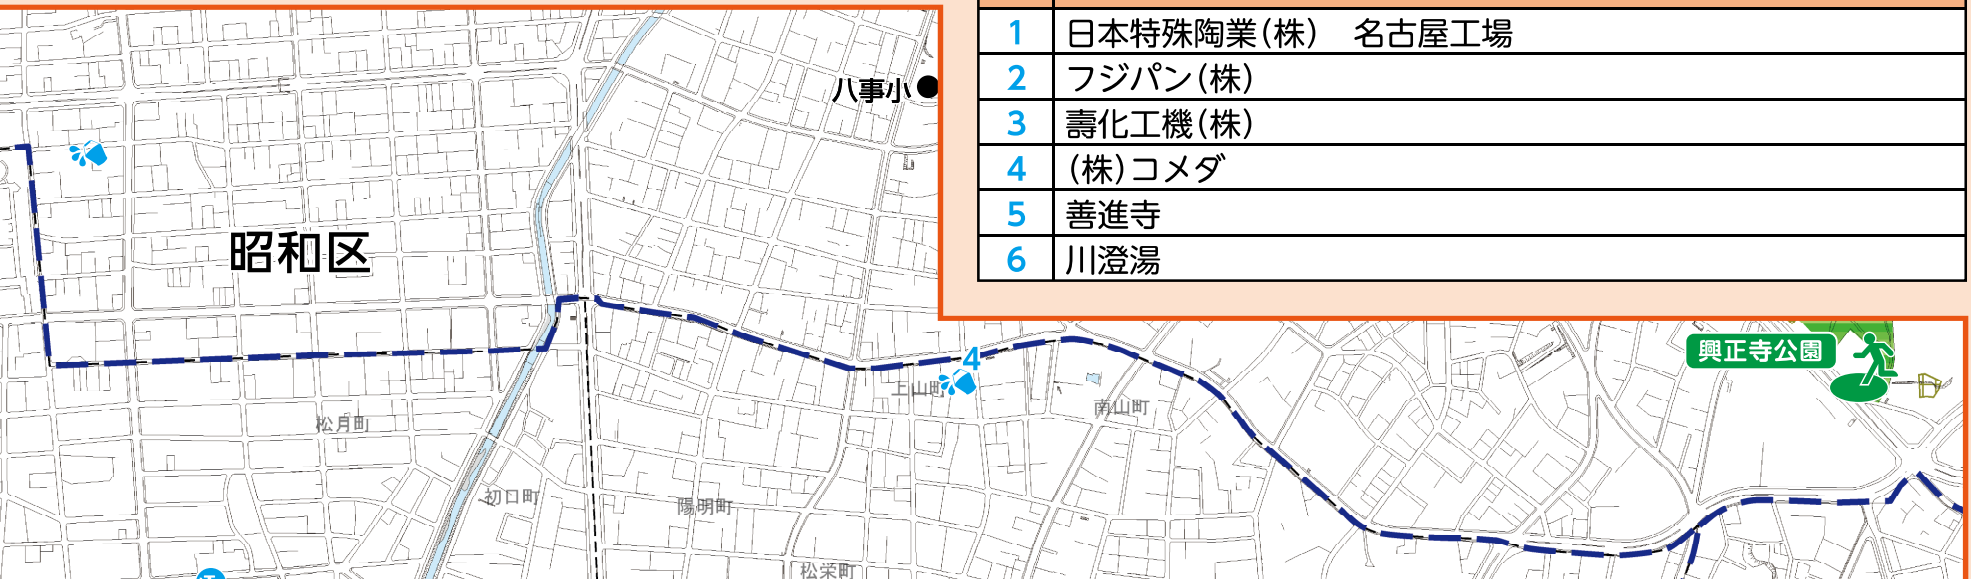 1 日本特殊陶業(株) 名古屋工場
2 フジパン(株)
3 壽化工機(株)
4 (株)コメダ
5 善進寺
6 川澄湯
八事小
昭和区
興正寺公園
4
上山町
南山町
松月町
初口町
陽明町
松栄町